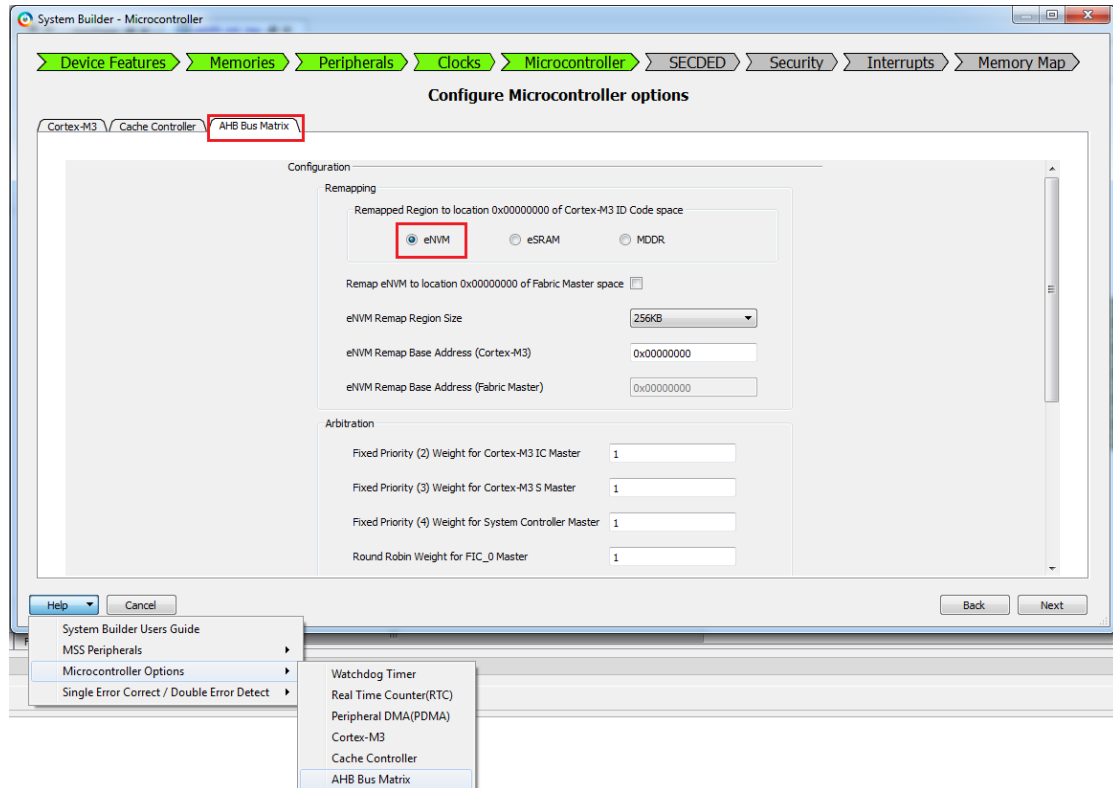 System Builder - Microcontroller
Device Features Memories Peripherals Clocks Microcontroller SECDED Security Interrupts Memory Map
Configure Microcontroller options
Cortex-M3 Cache Controller AHB Bus Matrix
Configuration
Remapping
Remapped Region to location 0x00000000 of Cortex-M3 ID Code space
eNVM eSRAM MDDR
Remap eNVM to location 0x00000000 of Fabric Master space
eNVM Remap Region Size 256KB
eNVM Remap Base Address (Cortex-M3) 0x00000000
eNVM Remap Base Address (Fabric Master) 0x00000000
Arbitration
Fixed Priority (2) Weight for Cortex-M3 IC Master 1
Fixed Priority (3) Weight for Cortex-M3 S Master 1
Fixed Priority (4) Weight for System Controller Master 1
Round Robin Weight for FIC_0 Master 1
Help Cancel Back Next
System Builder Users Guide
MSS Peripherals
Microcontroller Options
Single Error Correct / Double Error Detect
Watchdog Timer
Real Time Counter(RTC)
Peripheral DMA(PDMA)
Cortex-M3
Cache Controller
AHB Bus Matrix